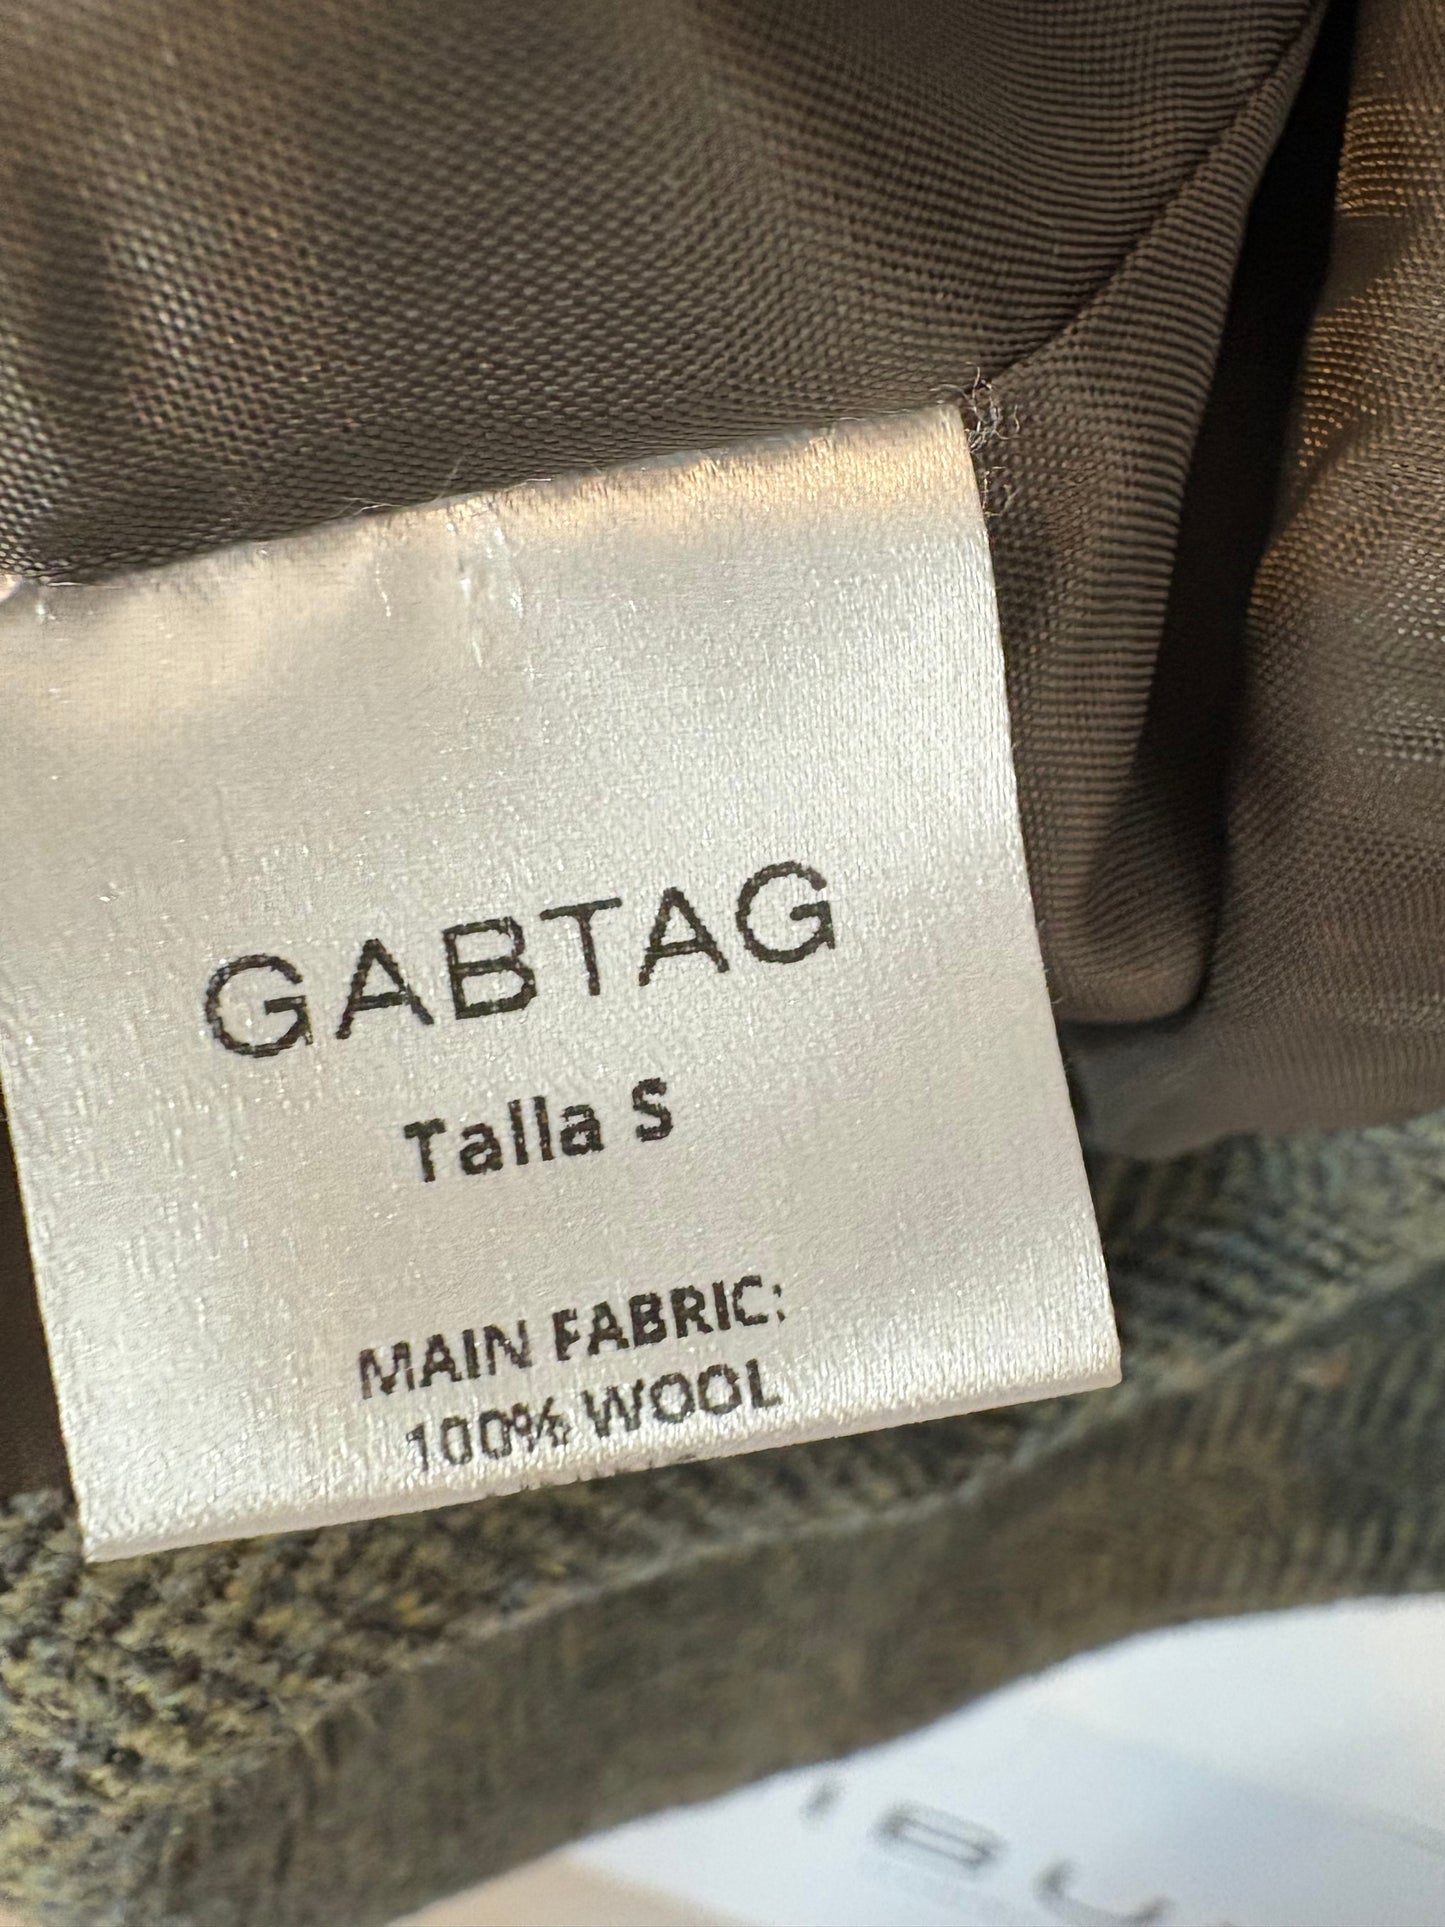 GABTAG
Talla S
MAIN FABRIC:
100% WOOL